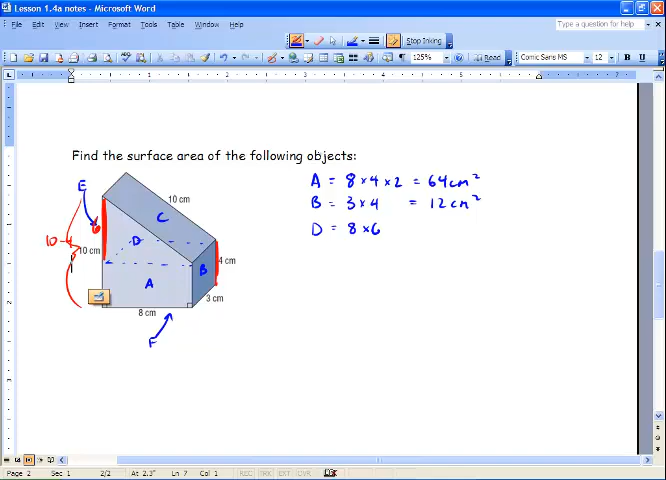 Lesson 1.4a notes - Microsoft Word
File Edit View Insert Format Tools Table Window Help
Type a question for help
Stop Inking
125%
Read
Comic Sans MS
12
B U
Find the surface area of the following objects:
E
10 cm
A = 8 × 4 × 2 = 64 cm²
B = 3 × 4 = 12 cm²
C
D = 8 × 6
6
10-4
D
10 cm
B
4 cm
A
3 cm
8 cm
F
Page 2 Sec 1 2/2 At 2.3" Ln 7 Col 1 REC TRK EXT OVR